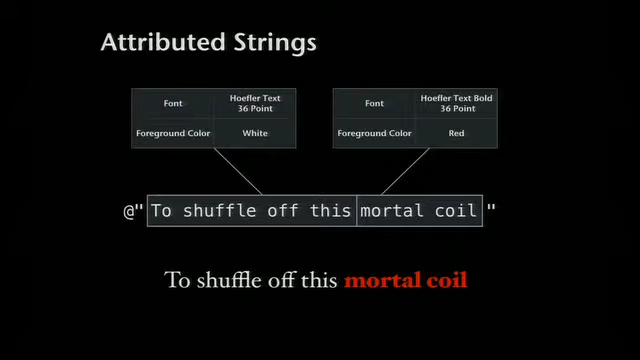 Attributed Strings
Font Hoefler Text 36 Point
Foreground Color White
Font Hoefler Text Bold 36 Point
Foreground Color Red
@"To shuffle off this mortal coil"
To shuffle off this mortal coil